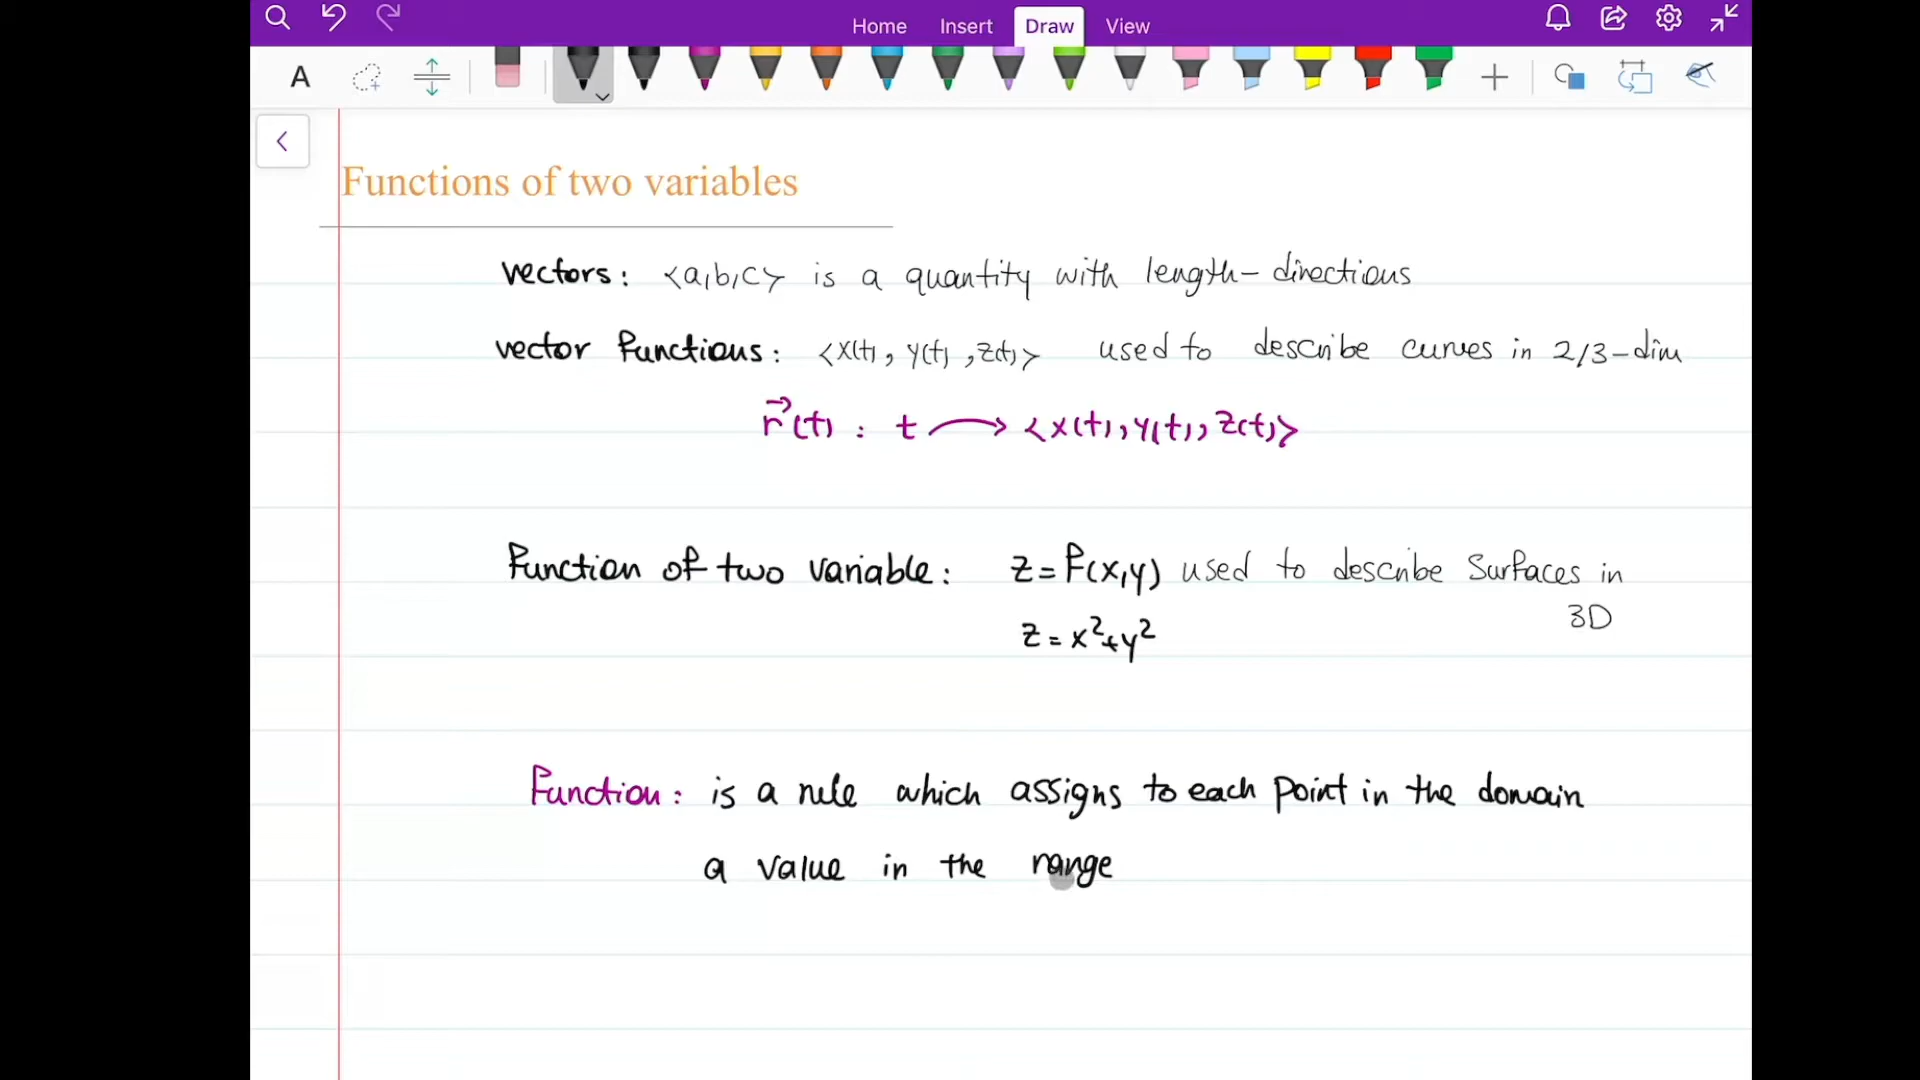 Home Insert Draw View
A
Functions of two variables
vectors: <a,b,c> is a quantity with length-directions
vector functions: <x(t), y(t), z(t)> used to describe curves in 2/3-dim
r⃗(t): t → <x(t), y(t), z(t)>
Function of two variable: z=f(x,y) used to describe surfaces in
3D
z=x²+y²
Function: is a rule which assigns to each point in the domain
a value in the range